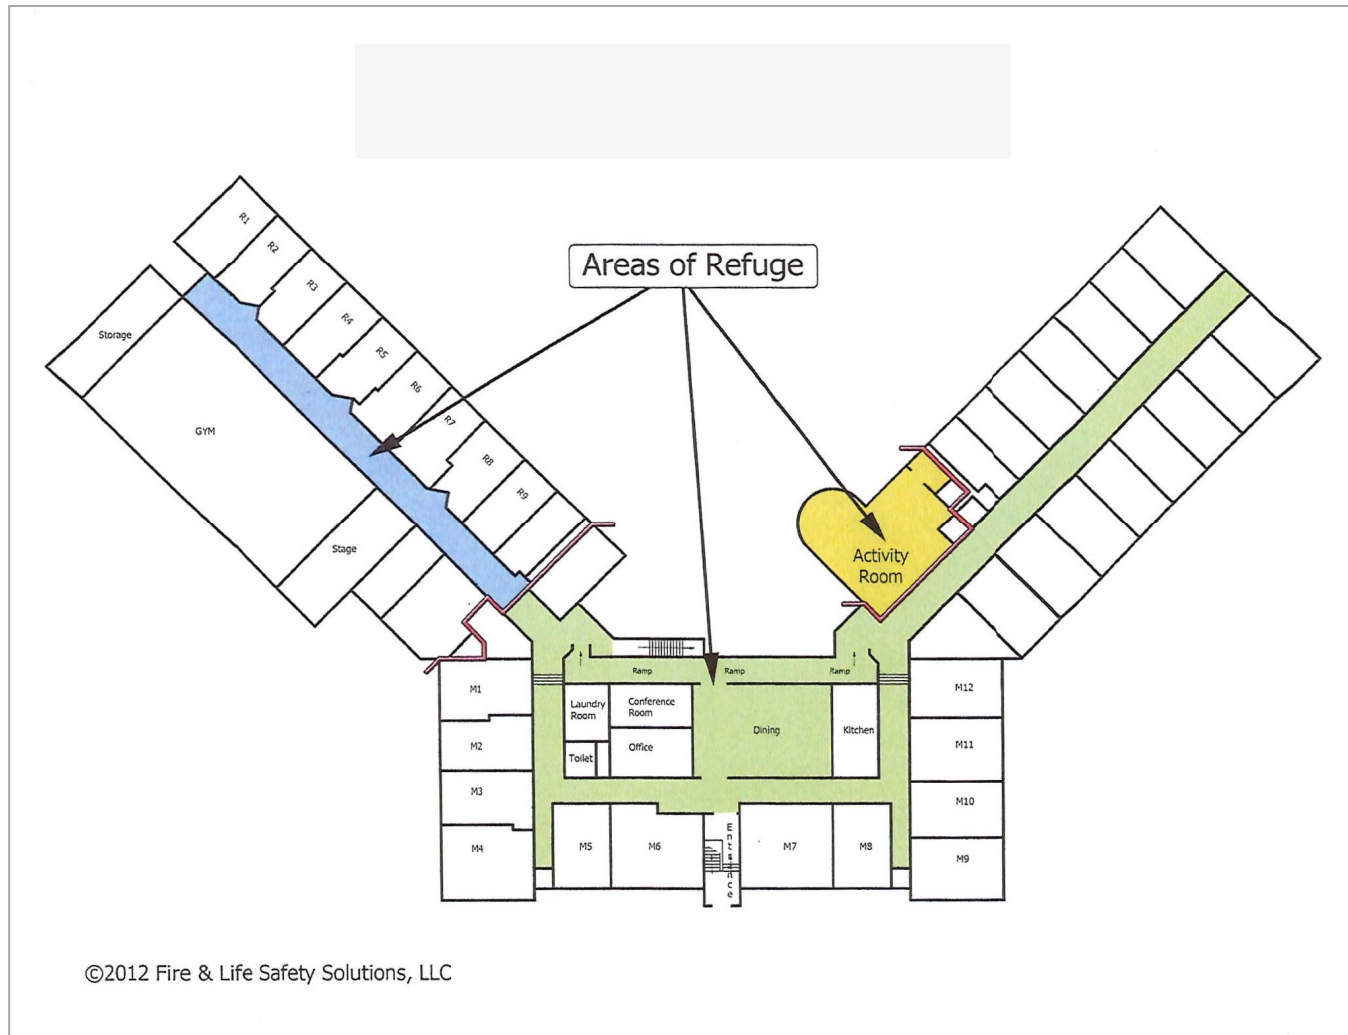 Areas of Refuge
R1
R2
R3
R4
R5
R6
R7
R8
R9
Storage
GYM
Stage
Activity
Room
Ramp
Ramp
Ramp
M1
M2
M3
M4
Laundry
Room
Toilet
Conference
Room
Office
Dining
Kitchen
M12
M11
M10
M9
M5
M6
Entrance
M7
M8
©2012 Fire & Life Safety Solutions, LLC